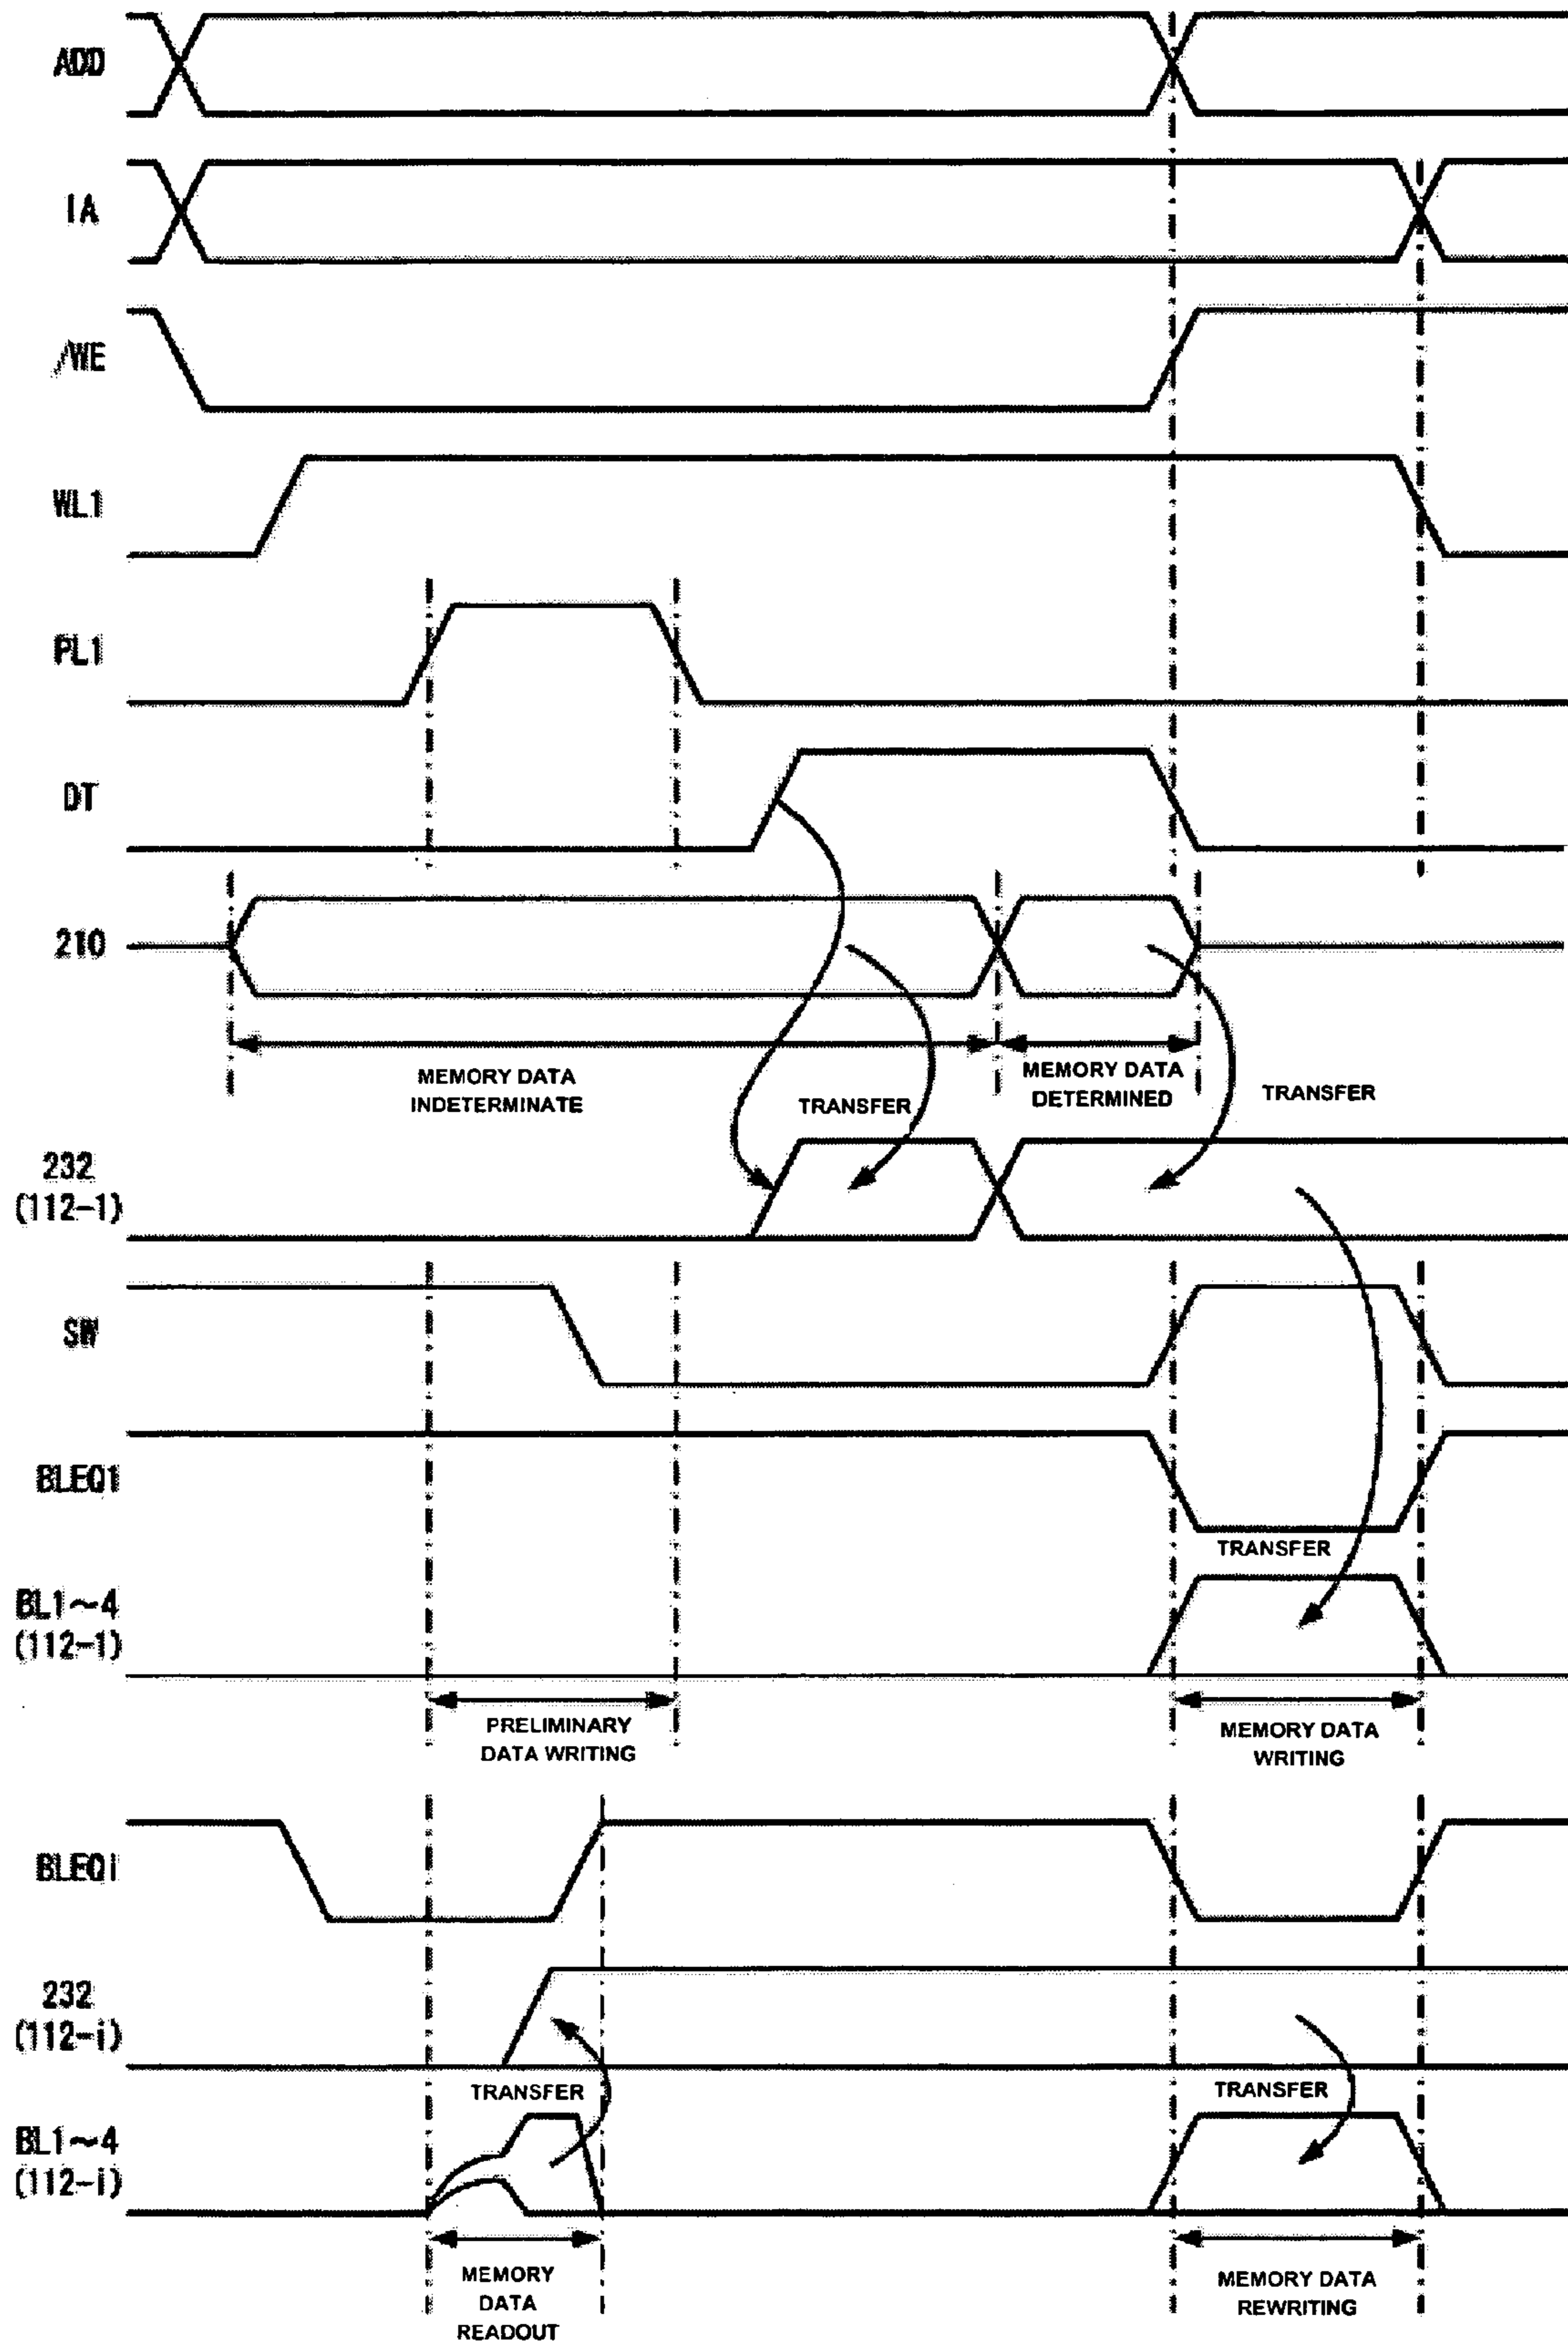 ADD
IA
/WE
WL1
PL1
DT
210
MEMORY DATA
INDETERMINATE
TRANSFER
MEMORY DATA
DETERMINED
TRANSFER
232
(112-1)
SW
BLEQ1
TRANSFER
BL1~4
(112-1)
PRELIMINARY
DATA WRITING
MEMORY DATA
WRITING
BLEQi
232
(112-i)
TRANSFER
TRANSFER
BL1~4
(112-i)
MEMORY
DATA
READOUT
MEMORY DATA
REWRITING